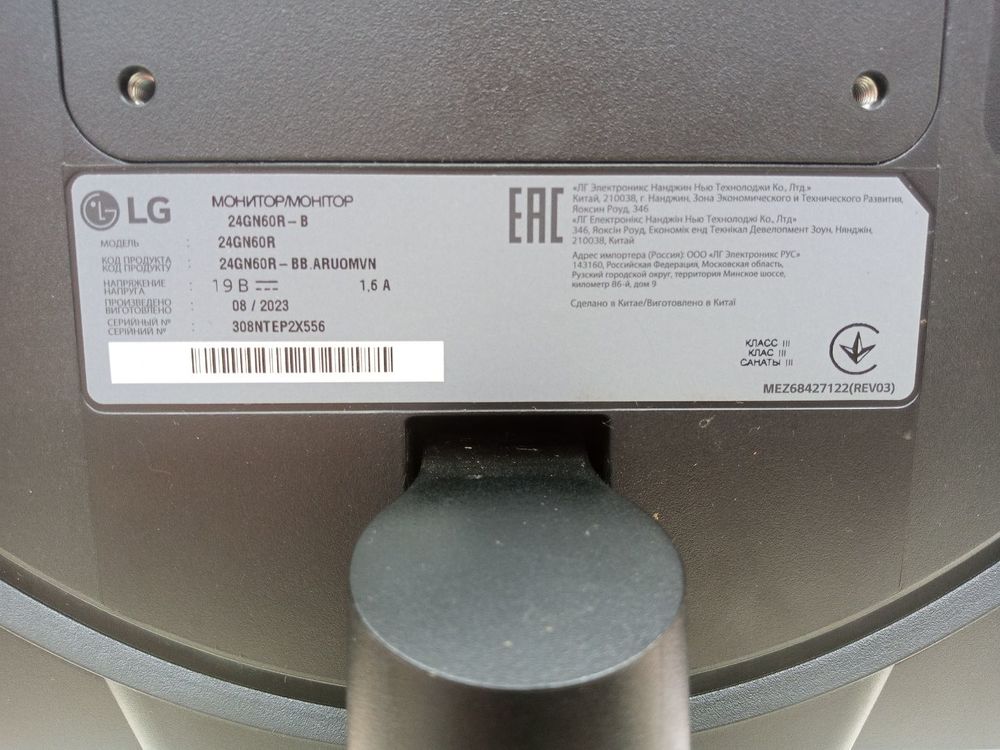 LG
МОНИТОР/МОНІТОР
24GN60R-B
МОДЕЛЬ : 24GN60R
КОД ПРОДУКТА
КОД ПРОДУКТУ : 24GN60R-BB.ARUOMVN
НАПРЯЖЕНИЕ
НАПРУГА : 19 В 1,6 А
ПРОИЗВЕДЕНО
ВИГОТОВЛЕНО : 08 / 2023
СЕРИЙНЫЙ №
СЕРІЙНИЙ № : 308NTEP2X556
EAC
«ЛГ Электроникс Нанджин Нью Технолоджи Ко., Лтд.»
Китай, 210038, г. Нанджин, Зона Экономического и Технического Развития,
Яоксин Роуд, 346
«ЛГ Електронікс Нанджін Нью Технолоджі Ко., Лтд»
346, Яоксін Роуд, Економік енд Текнікал Девелопмент Зоун, Нянджін,
210038, Китай
Адрес импортера (Россия): ООО «ЛГ Электроникс РУС»
143160, Российская Федерация, Московская область,
Рузский городской округ, территория Минское шоссе,
километр 86-й, дом 9
Сделано в Китае/Виготовлено в Китаї
КЛАСС III
КЛАС III
САНАТЫ III
MEZ68427122(REV03)